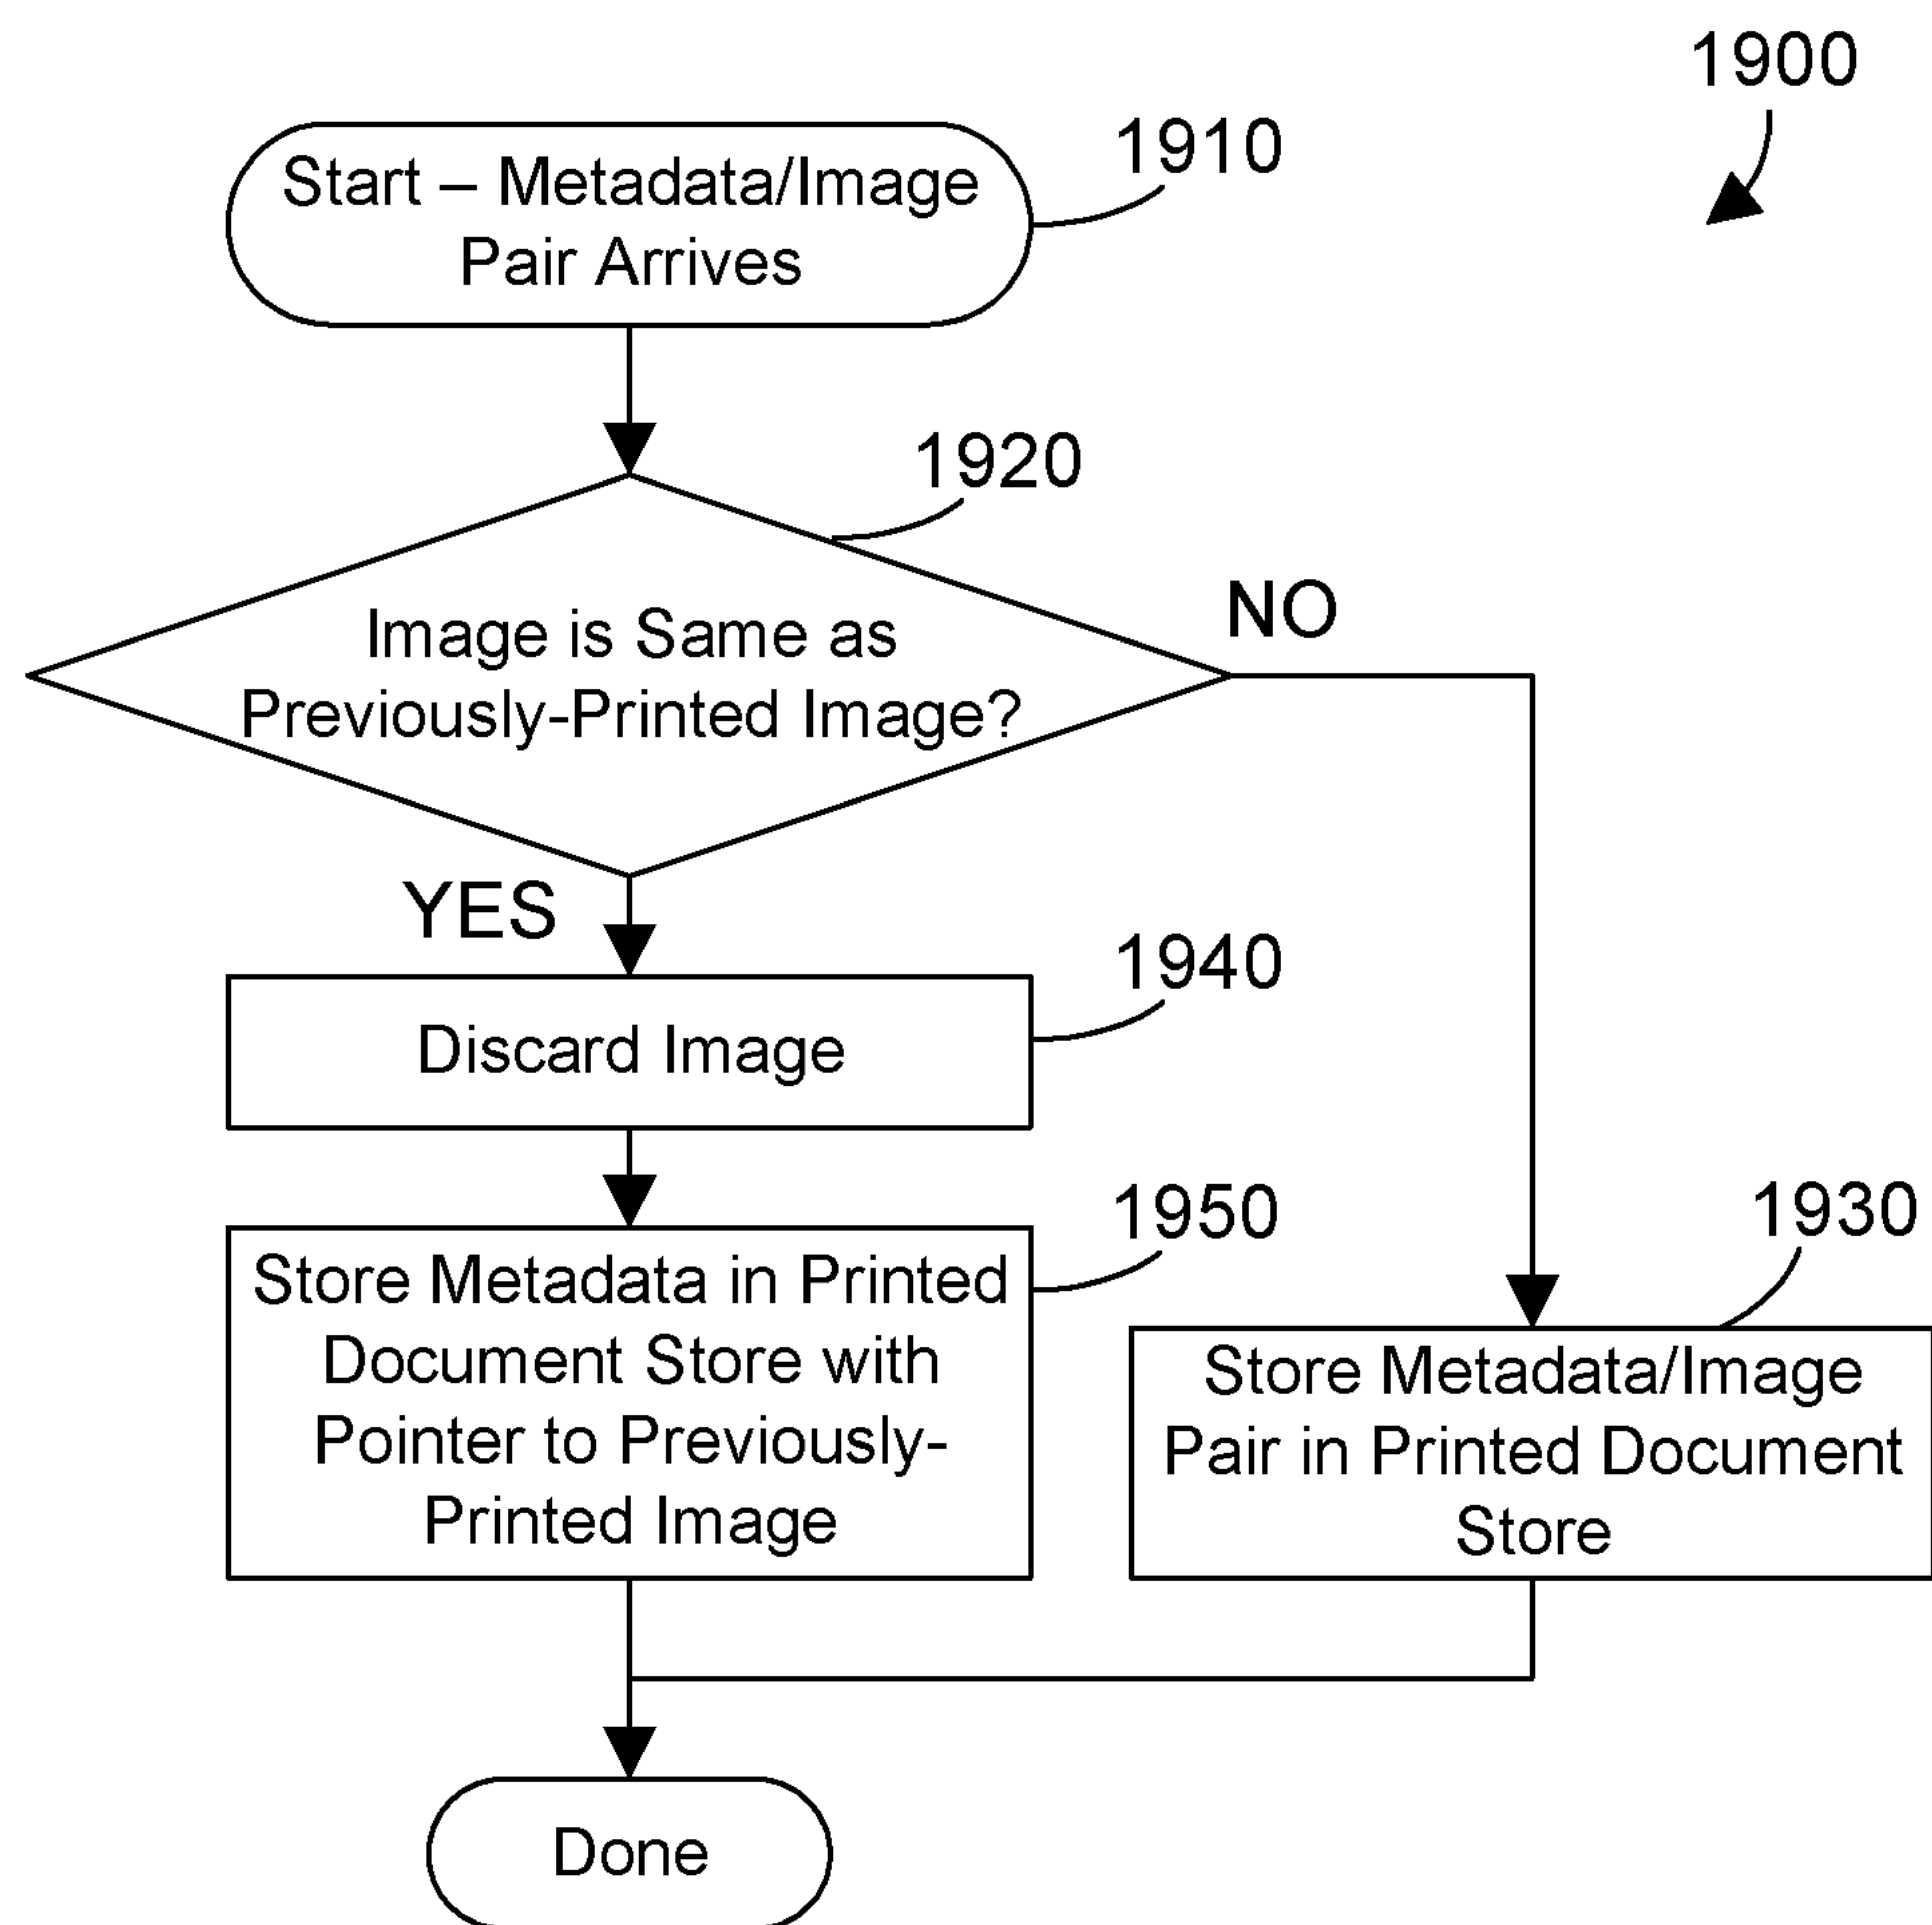 1900
1910
Start – Metadata/Image
Pair Arrives
1920
Image is Same as
Previously-Printed Image?
NO
YES
1940
Discard Image
1950
Store Metadata in Printed
Document Store with
Pointer to Previously-
Printed Image
1930
Store Metadata/Image
Pair in Printed Document
Store
Done